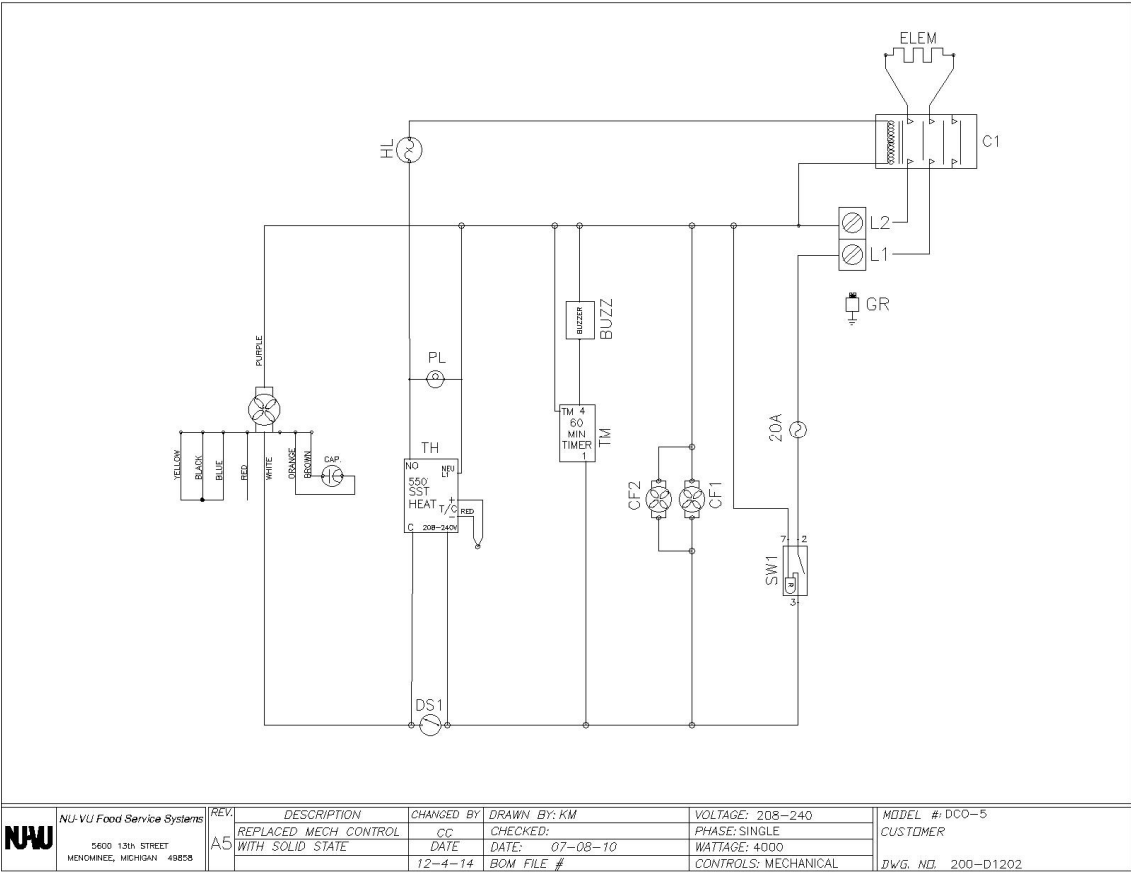 ELEM
C1
HL
L2
L1
GR
PURPLE
BUZZER
BUZZ
PL
20A
TM 4
60
MIN
TIMER
1
TM
TH
YELLOW
BLACK
BLUE
RED
WHITE
ORANGE
BROWN
CAP.
NO
NEU
L1
550°
SST
HEAT
T/C
+
-
RED
C 208-240V
CF2
CF1
7 2
SW1
R
3
DS1
NU-VU
NU-VU Food Service Systems
5600 13th STREET
MENOMINEE, MICHIGAN 49858
REV.
A5
DESCRIPTION
REPLACED MECH CONTROL
WITH SOLID STATE
CHANGED BY
CC
DATE
12-4-14
DRAWN BY: KM
CHECKED:
DATE: 07-08-10
BOM FILE #
VOLTAGE: 208-240
PHASE: SINGLE
WATTAGE: 4000
CONTROLS: MECHANICAL
MODEL #: DCO-5
CUSTOMER
DWG. NO. 200-D1202